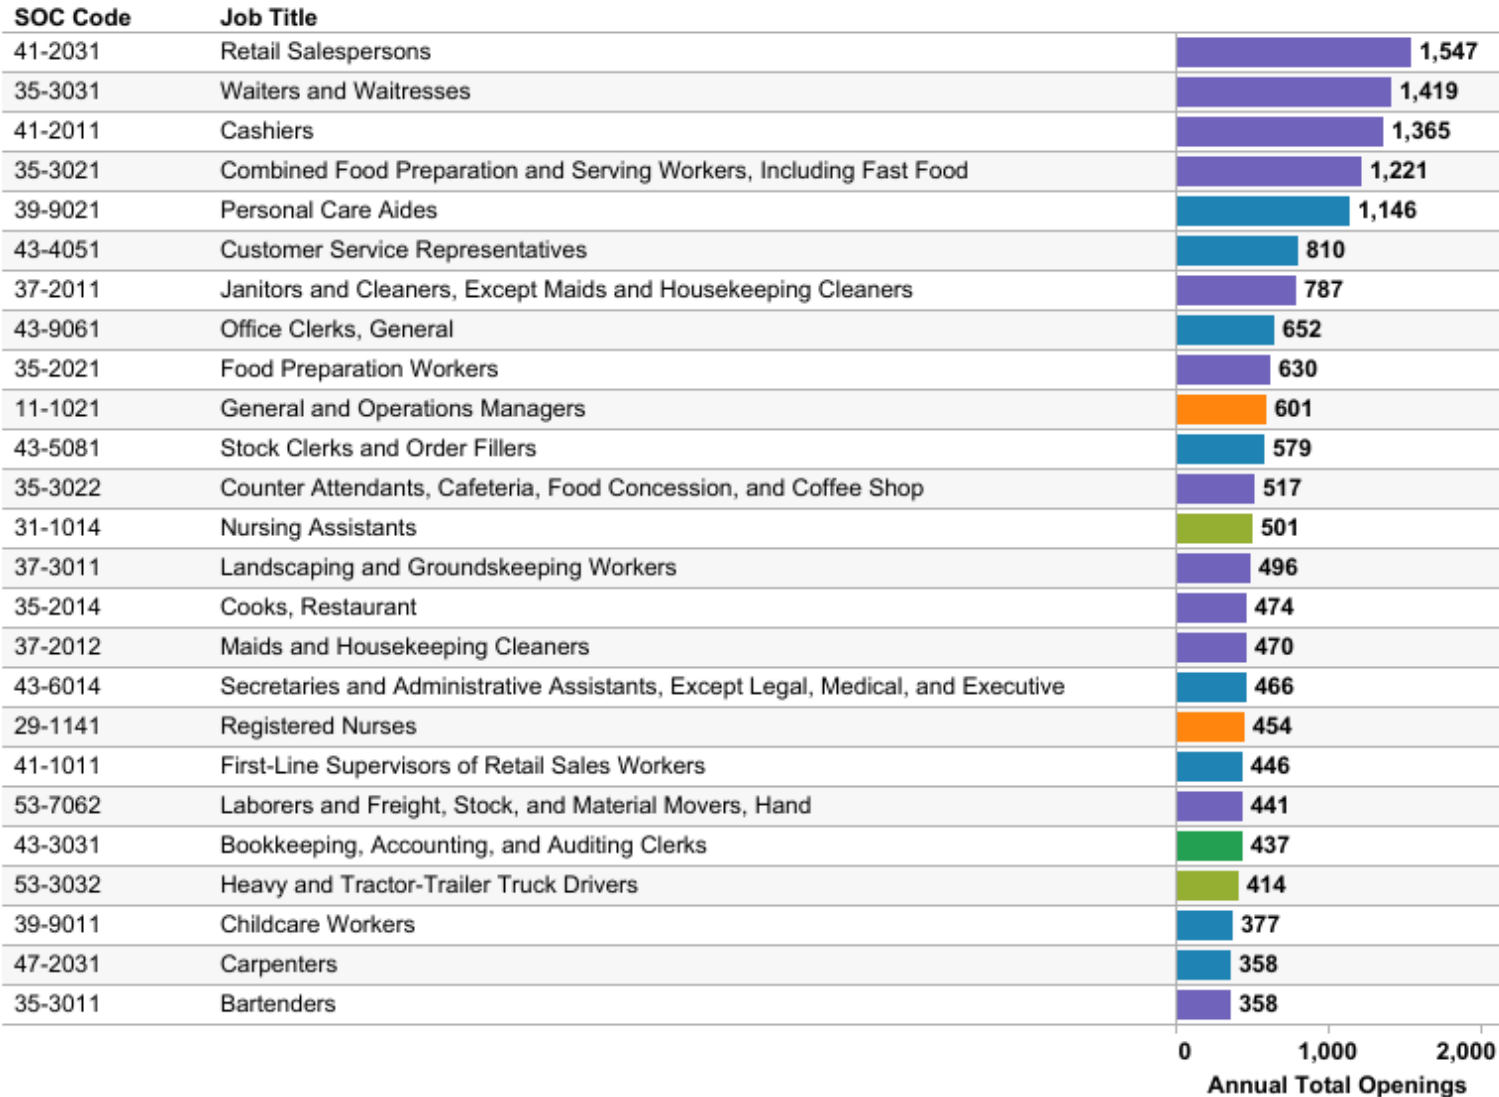 SOC Code Job Title
41-2031 Retail Salespersons 1,547
35-3031 Waiters and Waitresses 1,419
41-2011 Cashiers 1,365
35-3021 Combined Food Preparation and Serving Workers, Including Fast Food 1,221
39-9021 Personal Care Aides 1,146
43-4051 Customer Service Representatives 810
37-2011 Janitors and Cleaners, Except Maids and Housekeeping Cleaners 787
43-9061 Office Clerks, General 652
35-2021 Food Preparation Workers 630
11-1021 General and Operations Managers 601
43-5081 Stock Clerks and Order Fillers 579
35-3022 Counter Attendants, Cafeteria, Food Concession, and Coffee Shop 517
31-1014 Nursing Assistants 501
37-3011 Landscaping and Groundskeeping Workers 496
35-2014 Cooks, Restaurant 474
37-2012 Maids and Housekeeping Cleaners 470
43-6014 Secretaries and Administrative Assistants, Except Legal, Medical, and Executive 466
29-1141 Registered Nurses 454
41-1011 First-Line Supervisors of Retail Sales Workers 446
53-7062 Laborers and Freight, Stock, and Material Movers, Hand 441
43-3031 Bookkeeping, Accounting, and Auditing Clerks 437
53-3032 Heavy and Tractor-Trailer Truck Drivers 414
39-9011 Childcare Workers 377
47-2031 Carpenters 358
35-3011 Bartenders 358
0 1,000 2,000
Annual Total Openings